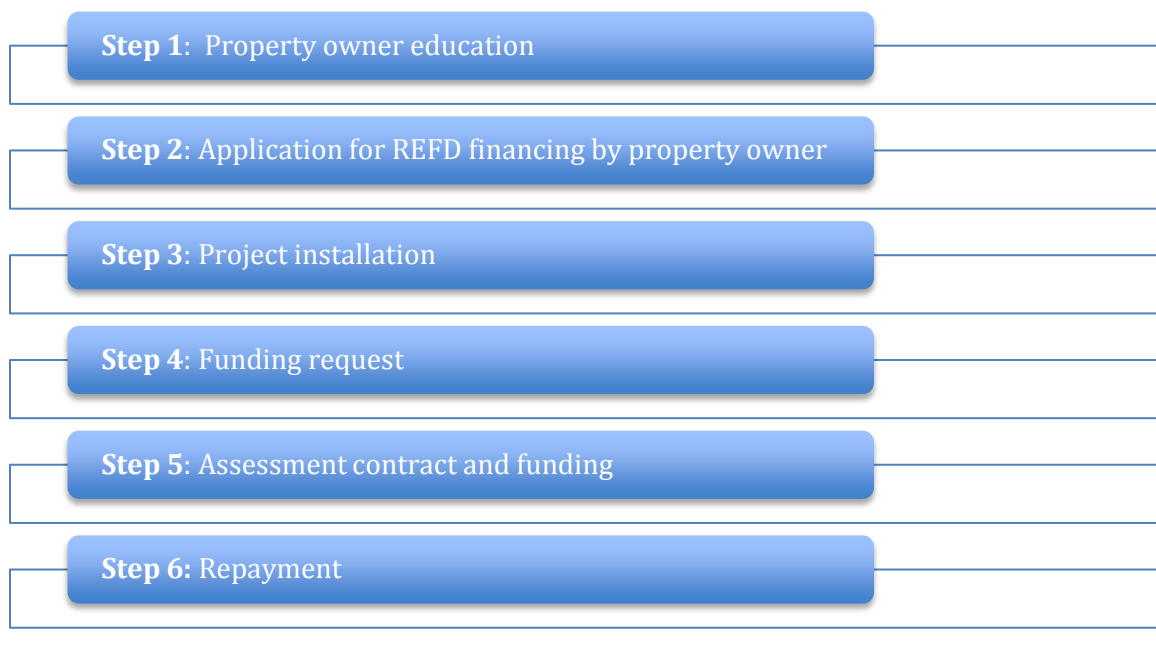 Step 1:  Property owner education
Step 2: Application for REFD financing by property owner
Step 3: Project installation
Step 4: Funding request
Step 5: Assessment contract and funding
Step 6: Repayment